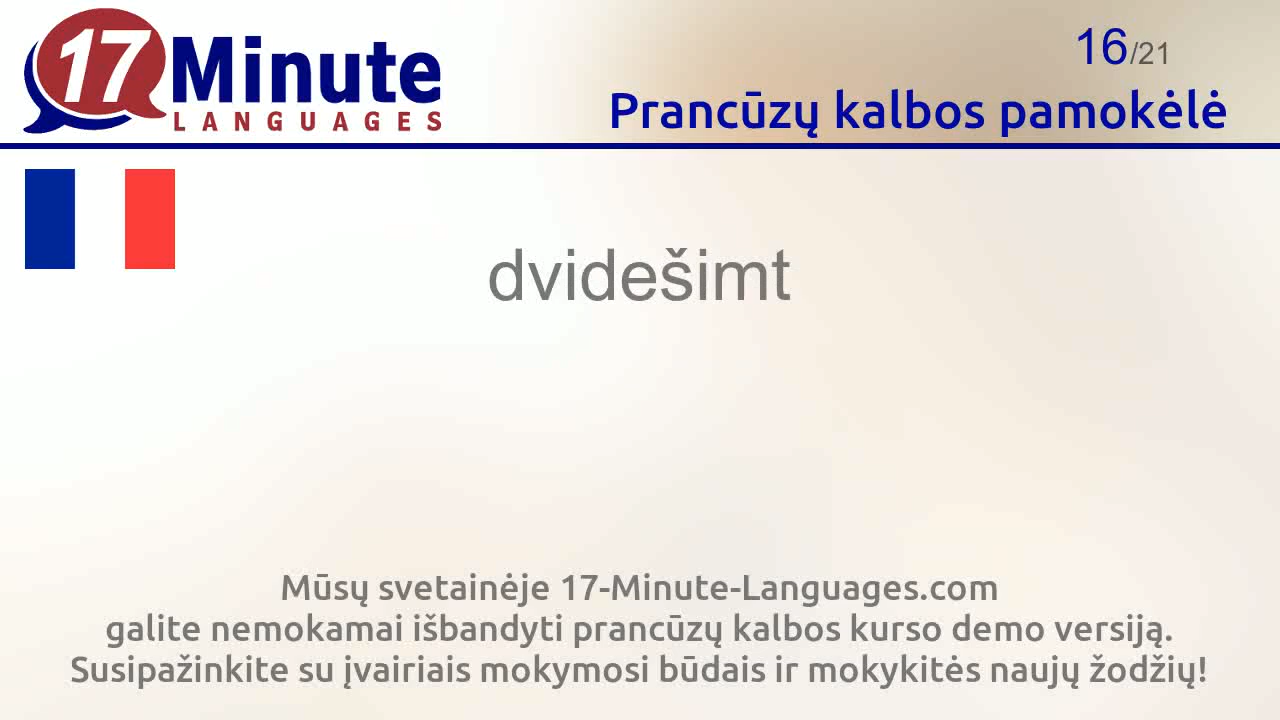 17 Minute
LANGUAGES
16/21
Prancūzų kalbos pamokėlė
dvidešimt
Mūsų svetainėje 17-Minute-Languages.com
galite nemokamai išbandyti prancūzų kalbos kurso demo versiją.
Susipažinkite su įvairiais mokymosi būdais ir mokykitės naujų žodžių!